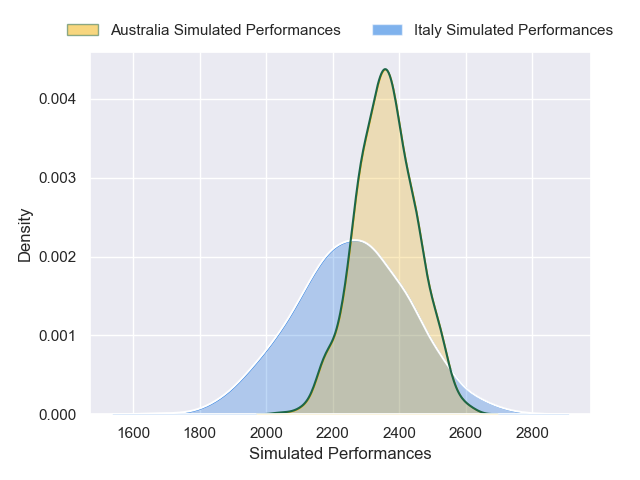 Australia Simulated Performances Italy Simulated Performances
0.004
0.003
0.002
0.001
0.000
Density
1600 1800 2000 2200 2400 2600 2800
Simulated Performances